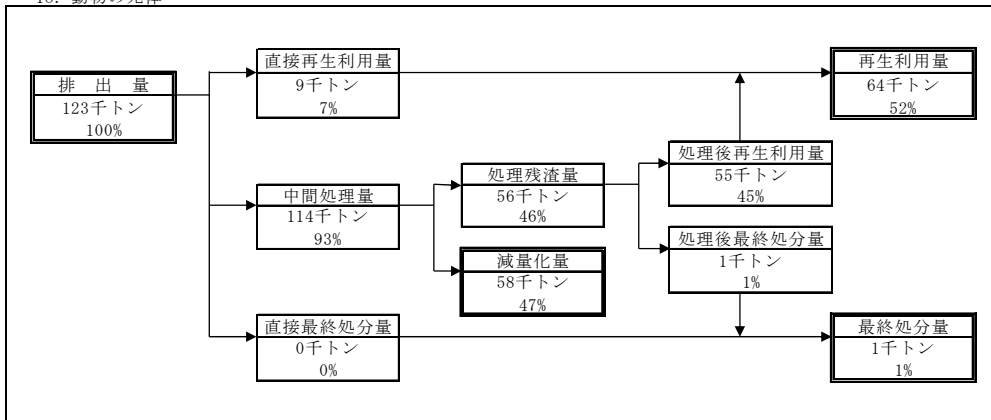 直接再生利用量
9千トン
7%
再生利用量
64千トン
52%
排出量
123千トン
100%
処理後再生利用量
55千トン
45%
処理残渣量
56千トン
46%
中間処理量
114千トン
93%
処理後最終処分量
1千トン
1%
減量化量
58千トン
47%
直接最終処分量
0千トン
0%
最終処分量
1千トン
1%